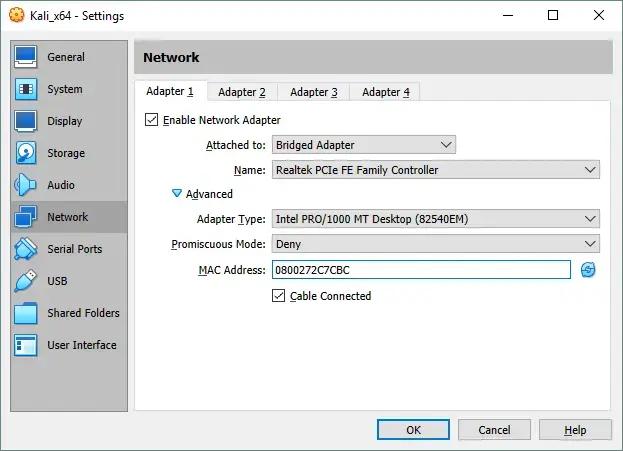 Kali_x64 - Settings
General
System
Display
Storage
Audio
Network
Serial Ports
USB
Shared Folders
User Interface
Network
Adapter 1 Adapter 2 Adapter 3 Adapter 4
Enable Network Adapter
Attached to: Bridged Adapter
Name: Realtek PCIe FE Family Controller
Advanced
Adapter Type: Intel PRO/1000 MT Desktop (82540EM)
Promiscuous Mode: Deny
MAC Address: 0800272C7CBC
Cable Connected
OK Cancel Help